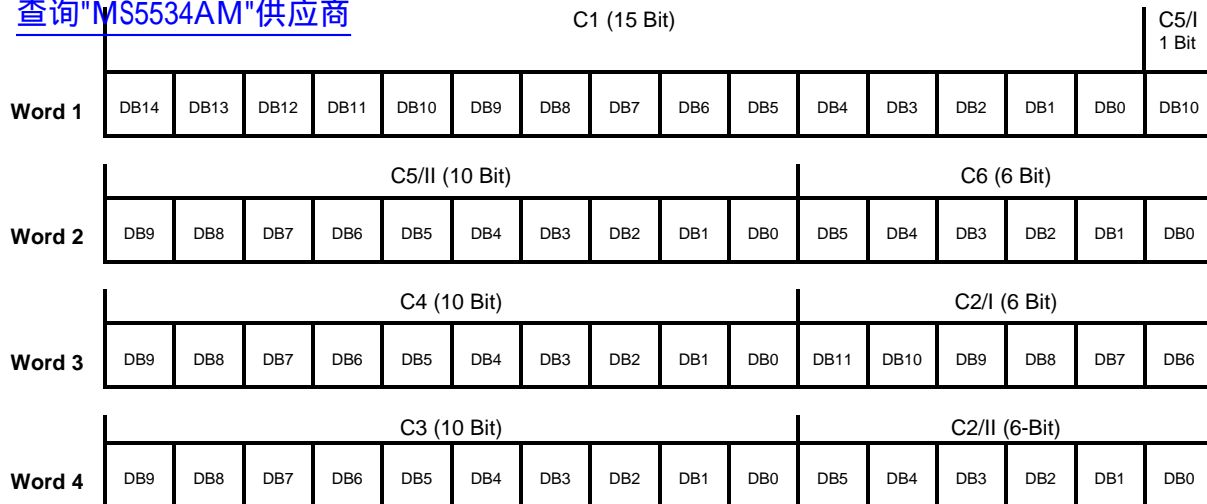 查询"MS5534AM"供应商
C1 (15 Bit) C5/I
1 Bit
Word 1 DB14 DB13 DB12 DB11 DB10 DB9 DB8 DB7 DB6 DB5 DB4 DB3 DB2 DB1 DB0 DB10
C5/II (10 Bit) C6 (6 Bit)
Word 2 DB9 DB8 DB7 DB6 DB5 DB4 DB3 DB2 DB1 DB0 DB5 DB4 DB3 DB2 DB1 DB0
C4 (10 Bit) C2/I (6 Bit)
Word 3 DB9 DB8 DB7 DB6 DB5 DB4 DB3 DB2 DB1 DB0 DB11 DB10 DB9 DB8 DB7 DB6
C3 (10 Bit) C2/II (6-Bit)
Word 4 DB9 DB8 DB7 DB6 DB5 DB4 DB3 DB2 DB1 DB0 DB5 DB4 DB3 DB2 DB1 DB0